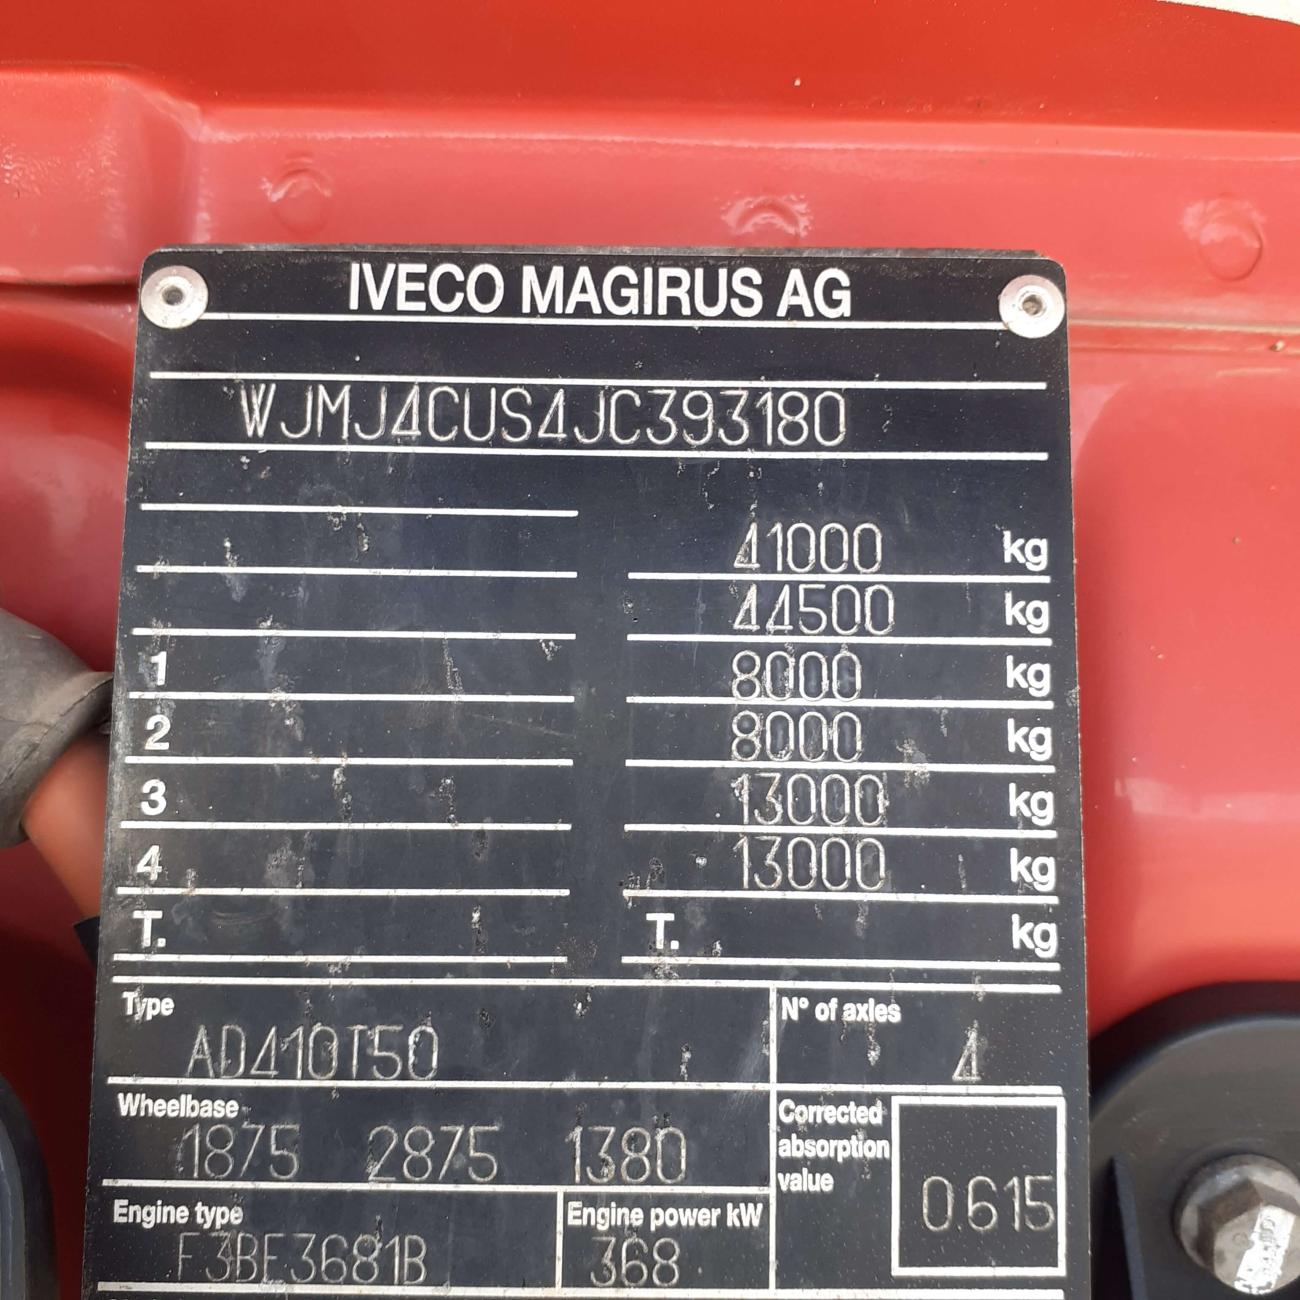 IVECO MAGIRUS AG
WJMJ4CUS4JC393180
41000 kg
44500 kg
1 8000 kg
2 8000 kg
3 13000 kg
4 13000 kg
T. T. kg
Type N° of axles
AD410T50 4
Wheelbase Corrected absorption value
1875 2875 1380 0.615
Engine type Engine power kW
F3BE3681B 368